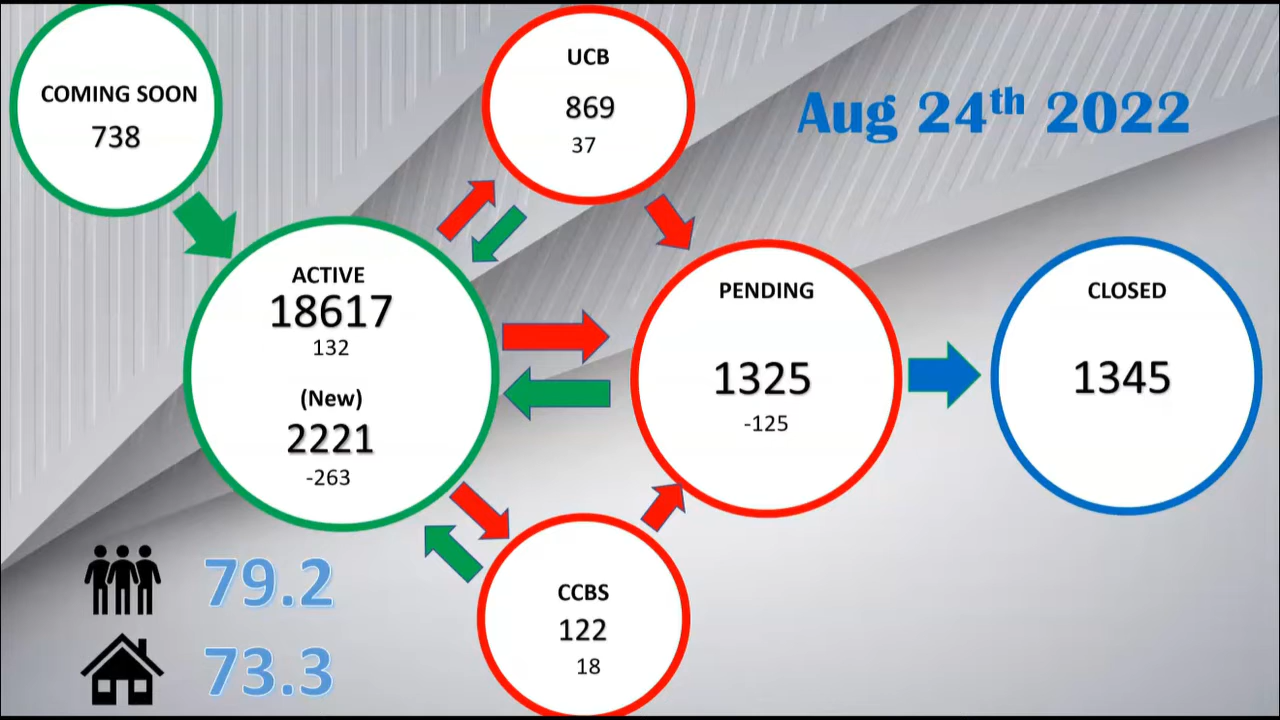 COMING SOON
738
UCB
869
37
Aug 24th 2022
ACTIVE
18617
132
(New)
2221
-263
PENDING
1325
-125
CLOSED
1345
CCBS
122
18
79.2
73.3